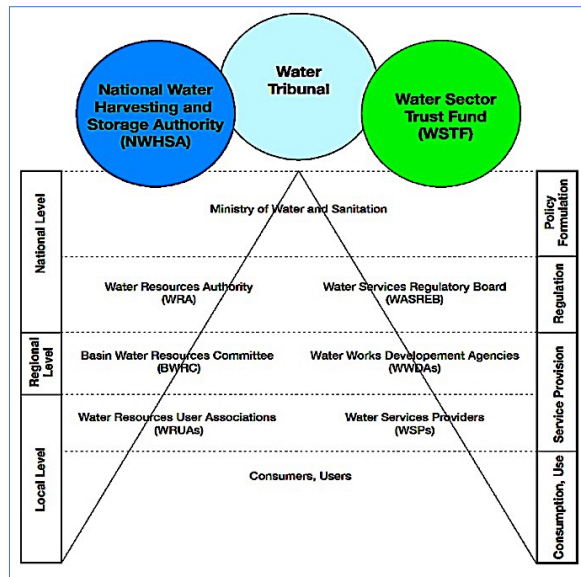 National Water
Harvesting and
Storage Authority
(NWHSA)
Water
Tribunal
Water Sector
Trust Fund
(WSTF)
National Level
Ministry of Water and Sanitation
Policy
Formulation
Water Resources Authority
(WRA)
Water Services Regulatory Board
(WASREB)
Regulation
Regional
Level
Basin Water Resources Committee
(BWRC)
Water Works Developement Agencies
(WWDAs)
Service Provision
Local Level
Water Resources User Associations
(WRUAs)
Water Services Providers
(WSPs)
Consumers, Users
Consumption, Use